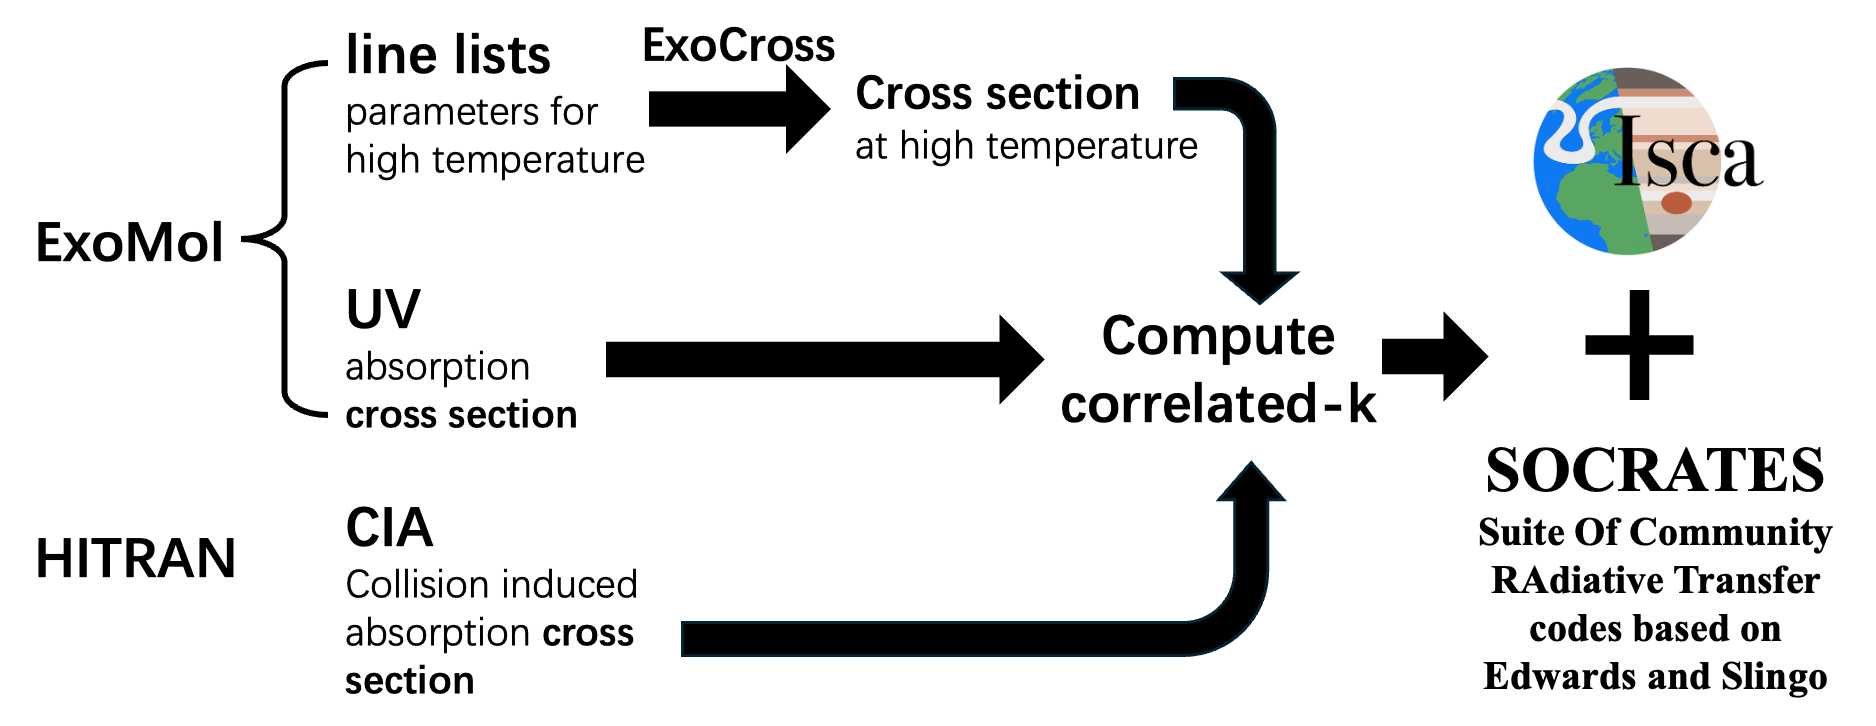 ExoMol
line lists
parameters for
high temperature
ExoCross
Cross section
at high temperature
UV
absorption
cross section
HITRAN
CIA
Collision induced
absorption cross
section
Compute
correlated-k
Isca
+
SOCRATES
Suite Of Community
RAdiative Transfer
codes based on
Edwards and Slingo